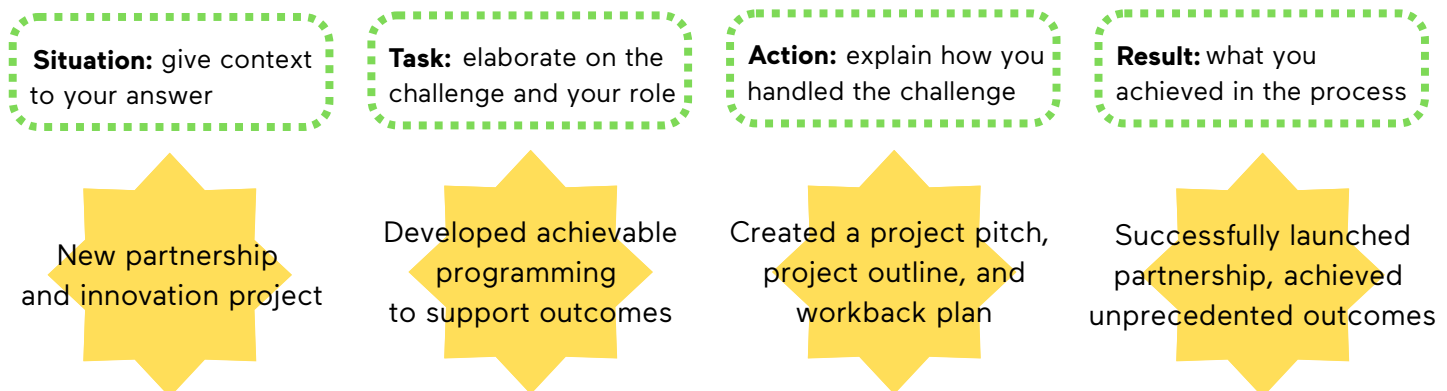 Situation: give context
to your answer
Task: elaborate on the
challenge and your role
Action: explain how you
handled the challenge
Result: what you
achieved in the process
New partnership
and innovation project
Developed achievable
programming
to support outcomes
Created a project pitch,
project outline, and
workback plan
Successfully launched
partnership, achieved
unprecedented outcomes